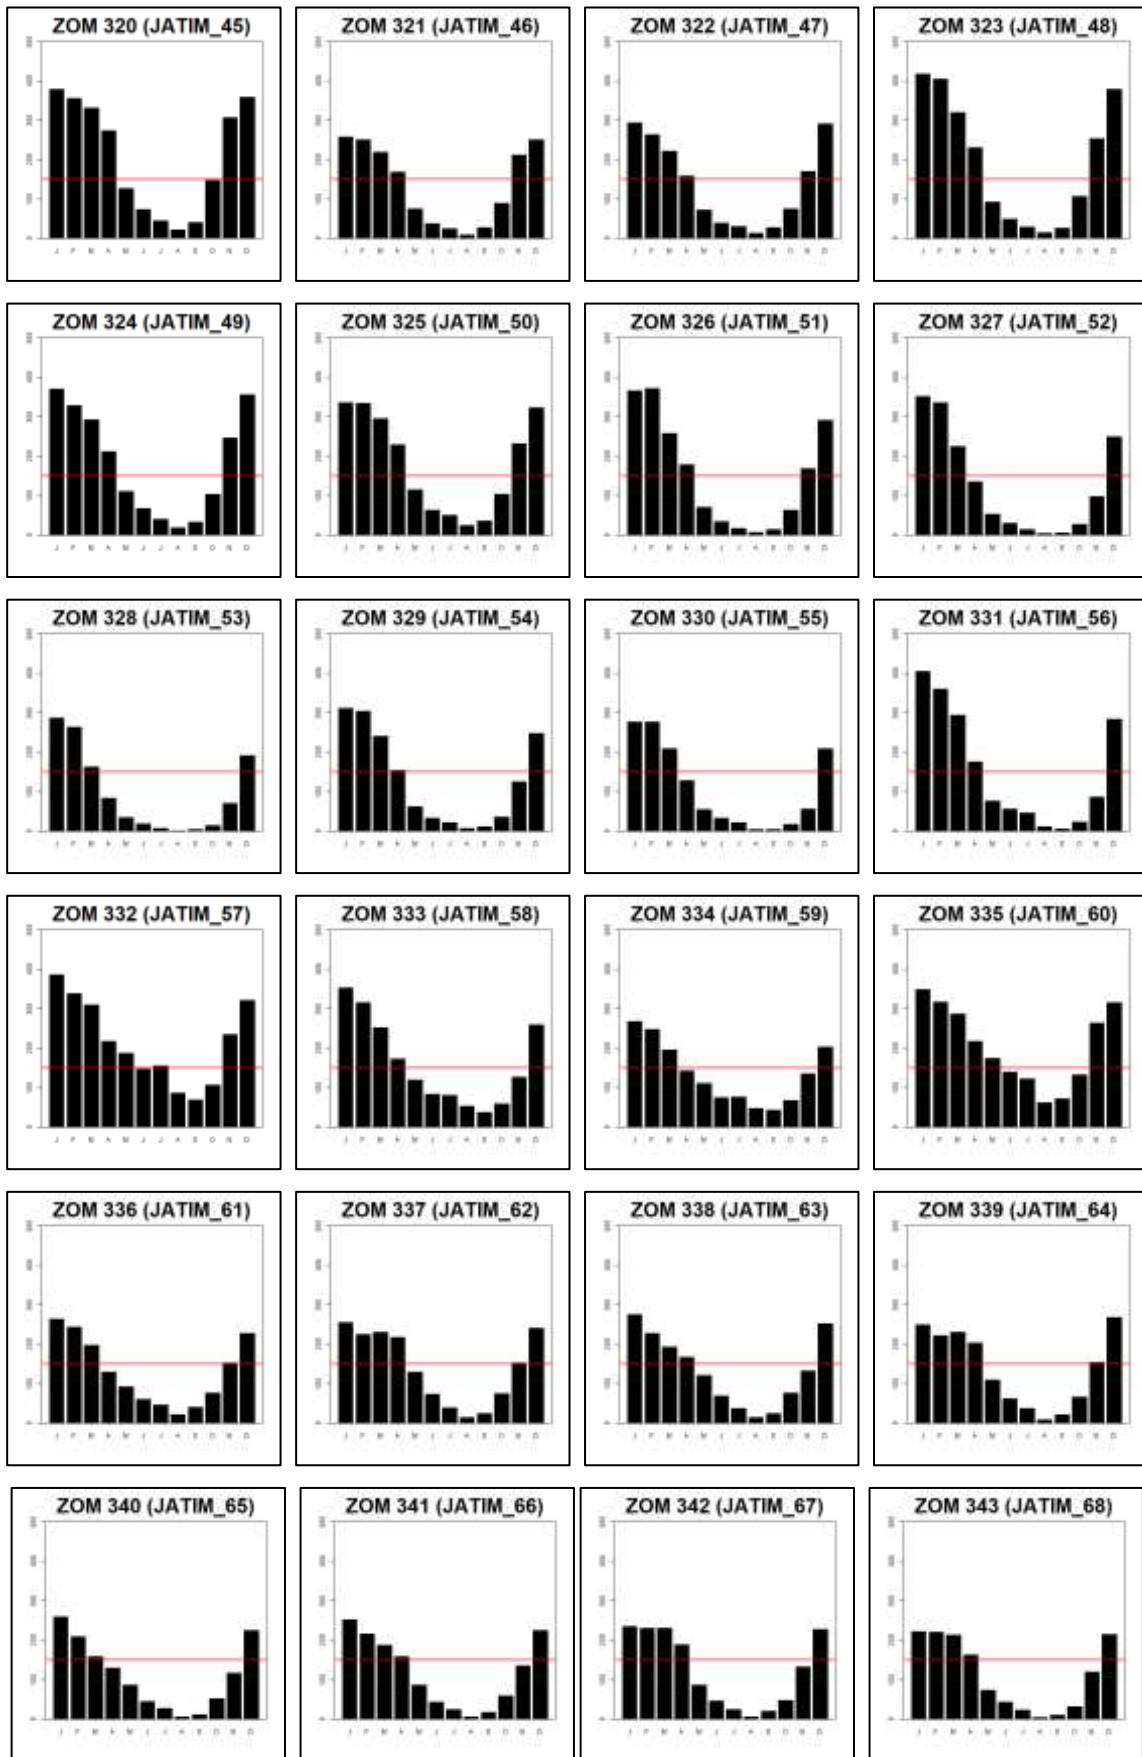 ZOM 320 (JATIM_45)
ZOM 321 (JATIM_46)
ZOM 322 (JATIM_47)
ZOM 323 (JATIM_48)
J F M A M J J A S O N D
J F M A M J J A S O N D
J F M A M J J A S O N D
J F M A M J J A S O N D
ZOM 324 (JATIM_49)
ZOM 325 (JATIM_50)
ZOM 326 (JATIM_51)
ZOM 327 (JATIM_52)
J F M A M J J A S O N D
J F M A M J J A S O N D
J F M A M J J A S O N D
J F M A M J J A S O N D
ZOM 328 (JATIM_53)
ZOM 329 (JATIM_54)
ZOM 330 (JATIM_55)
ZOM 331 (JATIM_56)
J F M A M J J A S O N D
J F M A M J J A S O N D
J F M A M J J A S O N D
J F M A M J J A S O N D
ZOM 332 (JATIM_57)
ZOM 333 (JATIM_58)
ZOM 334 (JATIM_59)
ZOM 335 (JATIM_60)
J F M A M J J A S O N D
J F M A M J J A S O N D
J F M A M J J A S O N D
J F M A M J J A S O N D
ZOM 336 (JATIM_61)
ZOM 337 (JATIM_62)
ZOM 338 (JATIM_63)
ZOM 339 (JATIM_64)
J F M A M J J A S O N D
J F M A M J J A S O N D
J F M A M J J A S O N D
J F M A M J J A S O N D
ZOM 340 (JATIM_65)
ZOM 341 (JATIM_66)
ZOM 342 (JATIM_67)
ZOM 343 (JATIM_68)
J F M A M J J A S O N D
J F M A M J J A S O N D
J F M A M J J A S O N D
J F M A M J J A S O N D